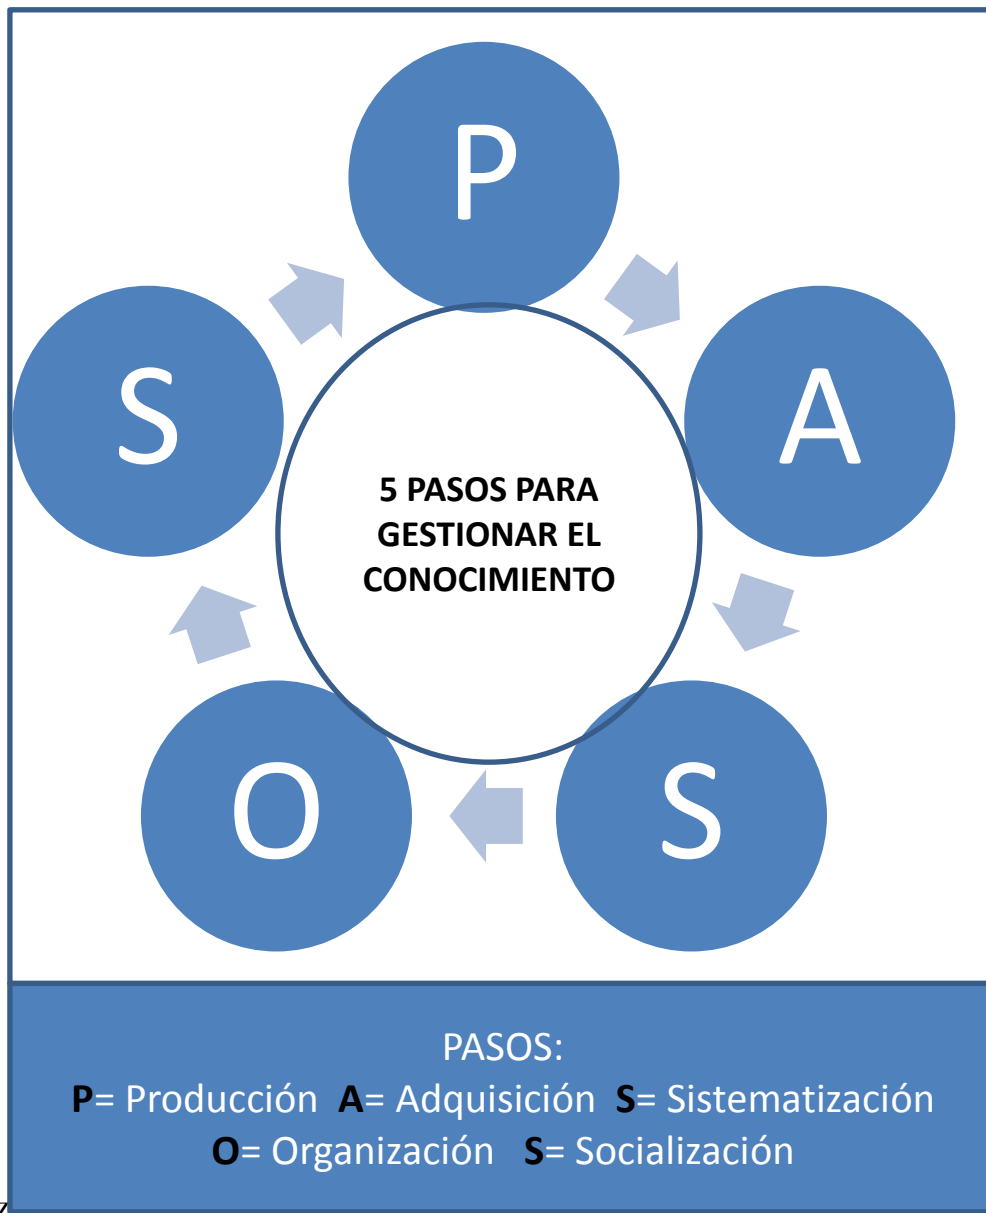 P
A
S
O
S
5 PASOS PARA
GESTIONAR EL
CONOCIMIENTO
PASOS:
P= Producción A= Adquisición S= Sistematización
O= Organización S= Socialización